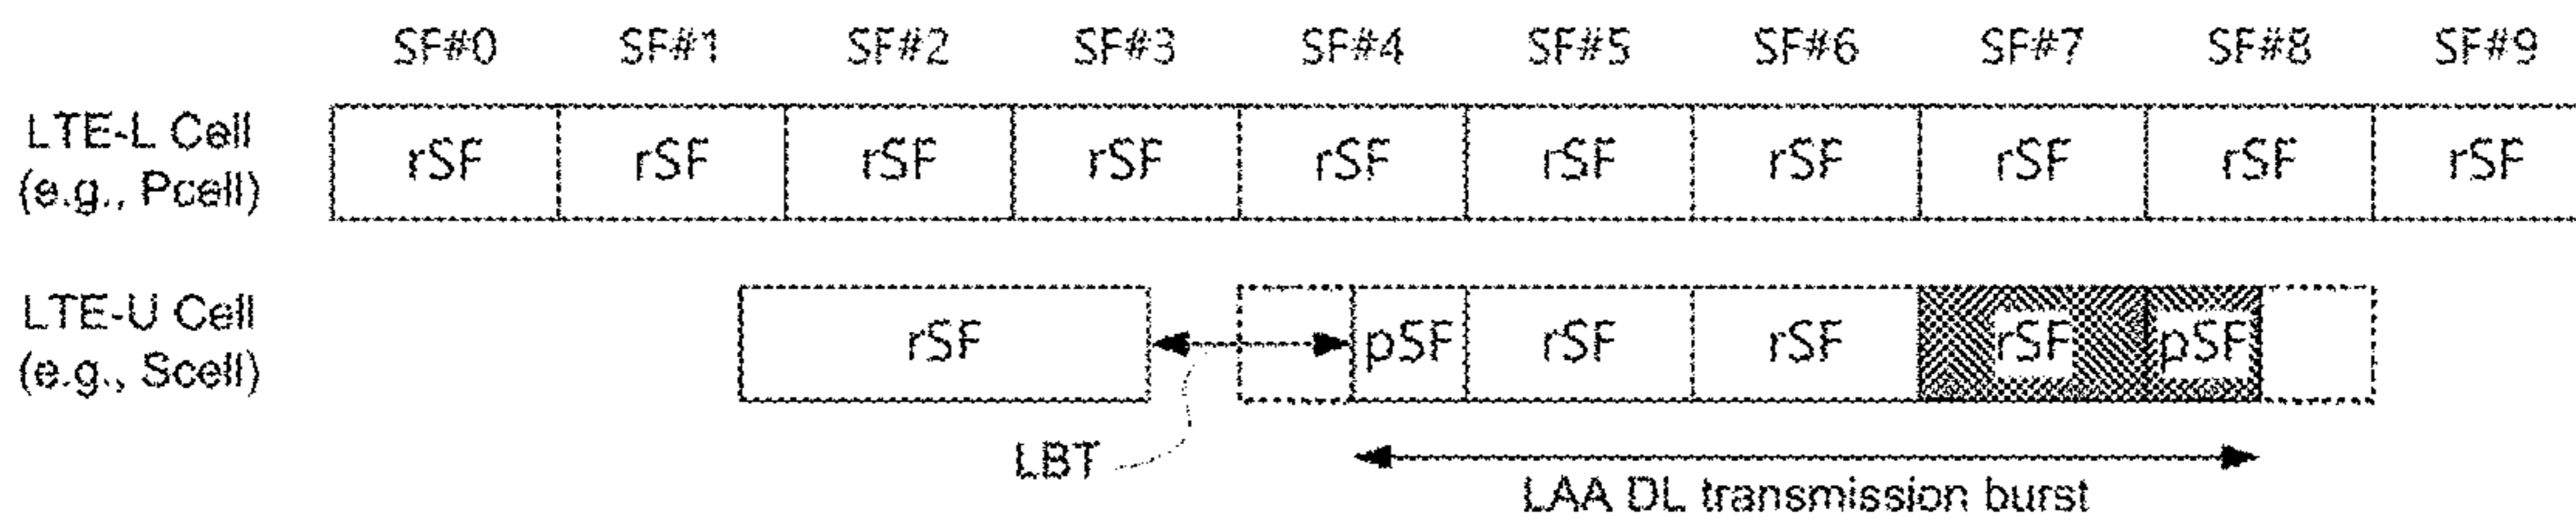 SF#0 SF#1 SF#2 SF#3 SF#4 SF#5 SF#6 SF#7 SF#8 SF#9
LTE-L Cell
(e.g., Pcell)
rSF rSF rSF rSF rSF rSF rSF rSF rSF rSF
LTE-U Cell
(e.g., Scell)
rSF pSF rSF rSF rSF pSF
LBT
LAA DL transmission burst